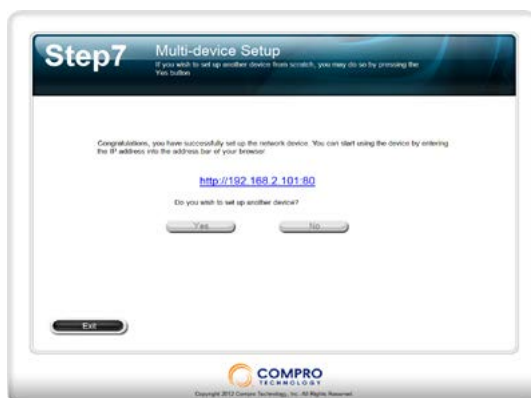 Step7
Multi-device Setup
If you wish to set up another device from scratch, you may do so by pressing the
Yes button
Congratulations, you have successfully set up the network device. You can start using the device by entering
the IP address into the address bar of your browser.
http://192.168.2.101:80
Do you wish to set up another device?
Yes
No
Exit
COMPRO
TECHNOLOGY
Copyright 2012 Compro Technology, Inc. All Rights Reserved.